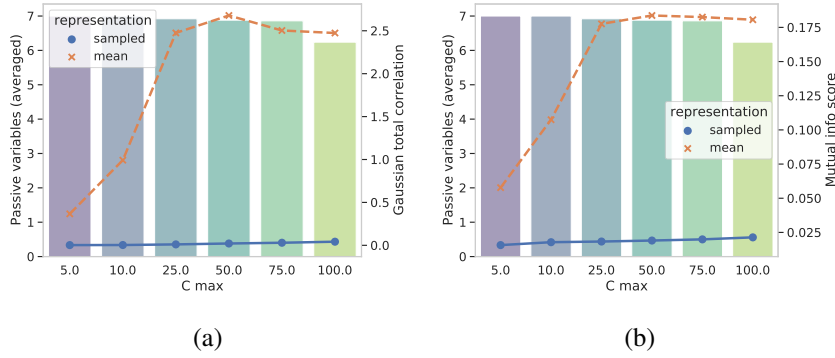 7
6
5
4
3
2
1
0
Passive variables (averaged)
representation
sampled
mean
2.5
2.0
1.5
1.0
0.5
0.0
Gaussian total correlation
5.0 10.0 25.0 50.0 75.0 100.0
C max
(a)
7
6
5
4
3
2
1
0
Passive variables (averaged)
representation
sampled
mean
0.175
0.150
0.125
0.100
0.075
0.050
0.025
Mutual info score
5.0 10.0 25.0 50.0 75.0 100.0
C max
(b)